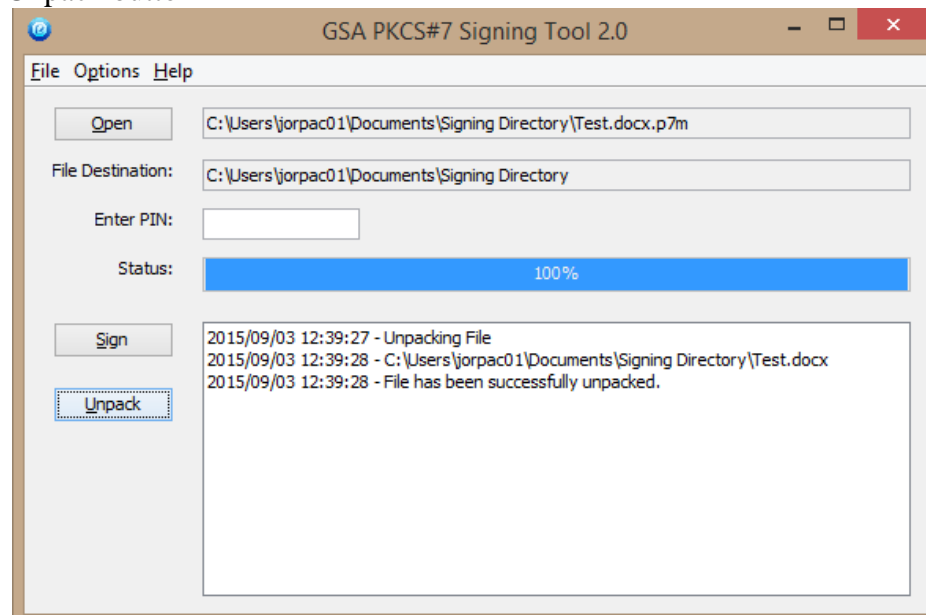 GSA PKCS#7 Signing Tool 2.0
File Options Help
Open C:\Users\jorpac01\Documents\Signing Directory\Test.docx.p7m
File Destination: C:\Users\jorpac01\Documents\Signing Directory
Enter PIN:
Status: 100%
Sign
2015/09/03 12:39:27 - Unpacking File
2015/09/03 12:39:28 - C:\Users\jorpac01\Documents\Signing Directory\Test.docx
2015/09/03 12:39:28 - File has been successfully unpacked.
Unpack